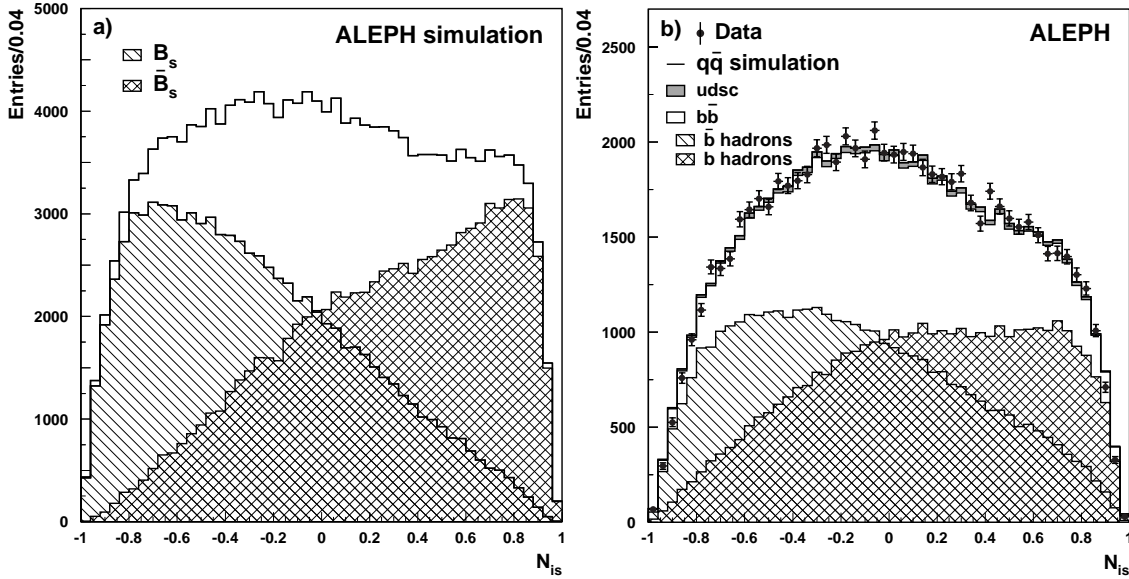 a)
ALEPH simulation
B_s
B̄_s
Entries/0.04
5000
4000
3000
2000
1000
0
-1 -0.8 -0.6 -0.4 -0.2 0 0.2 0.4 0.6 0.8 1
N_is
b)
Data
ALEPH
qq̄ simulation
udsc
bb̄
b̄ hadrons
b hadrons
Entries/0.04
2500
2000
1500
1000
500
0
-1 -0.8 -0.6 -0.4 -0.2 0 0.2 0.4 0.6 0.8 1
N_is